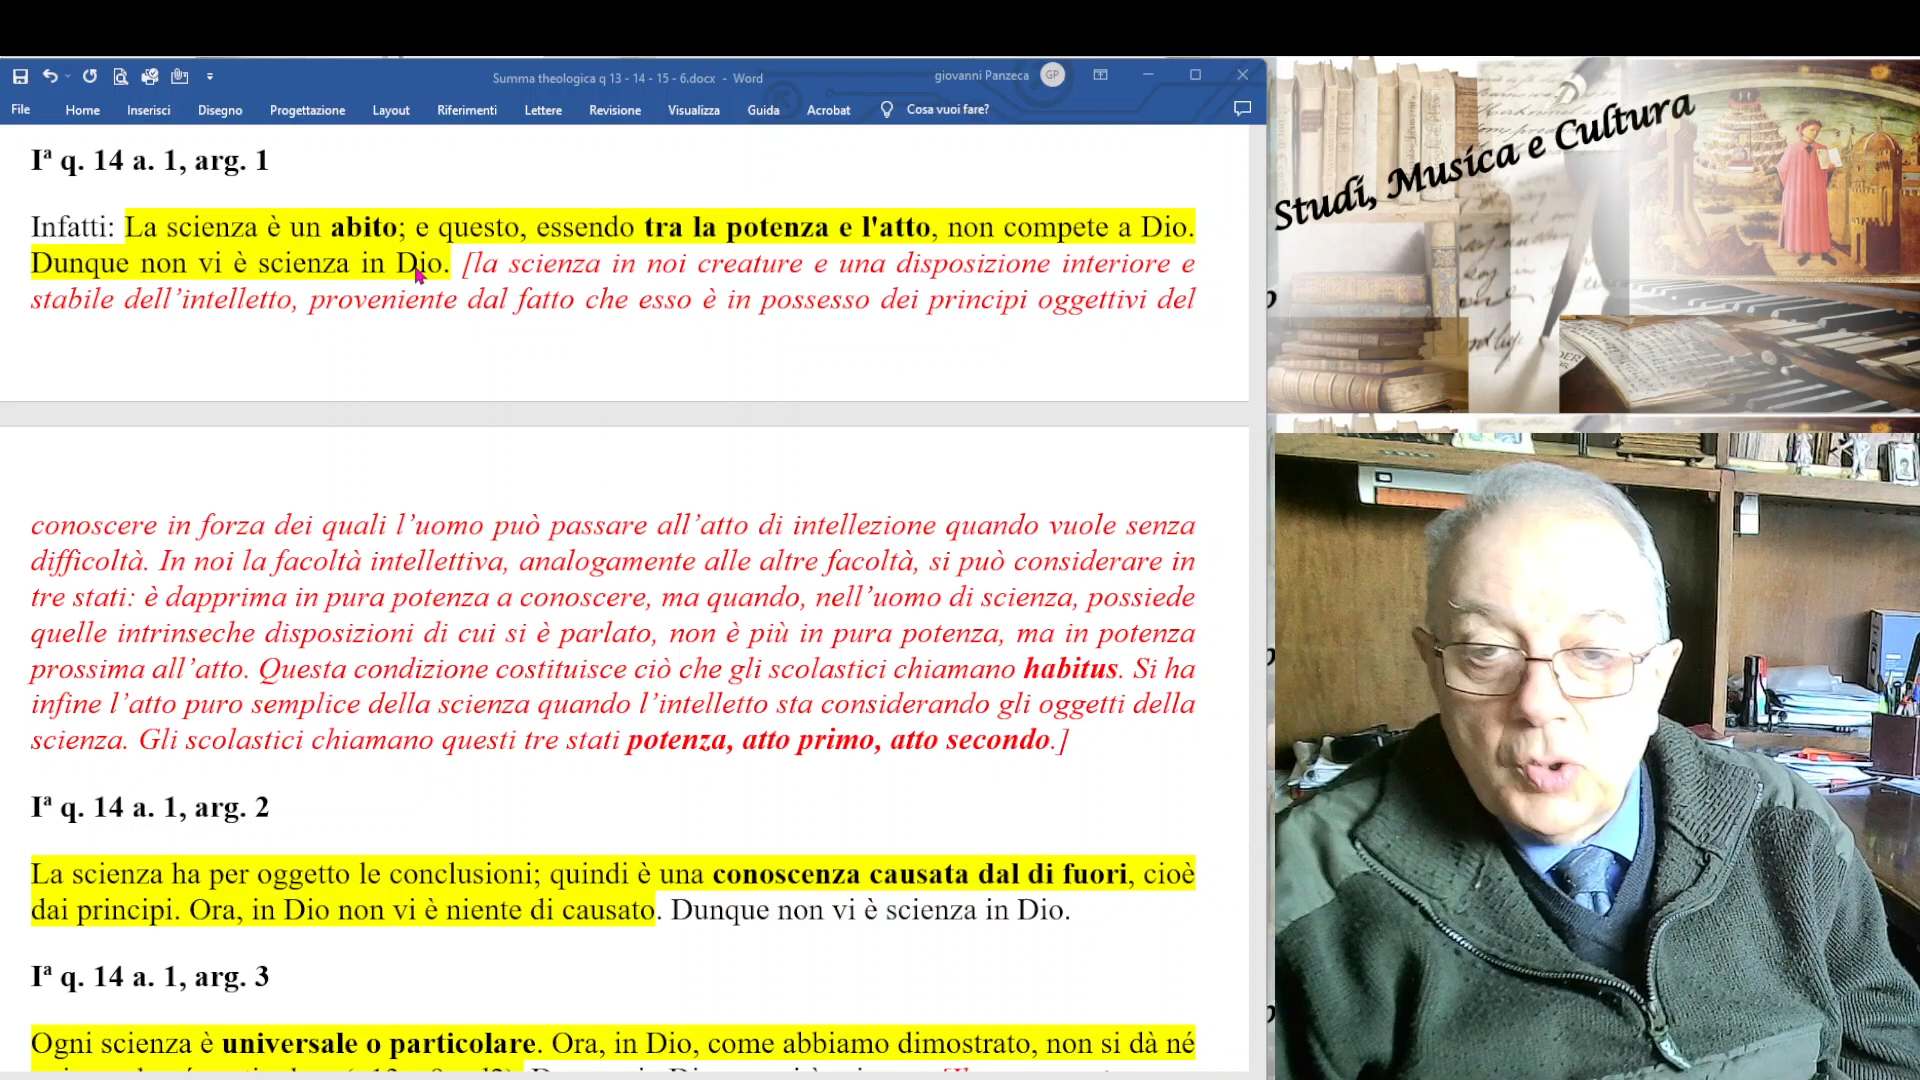 Summa theologica q 13 - 14 - 15 - 6.docx - Word
giovanni Panzeca
GP
File Home Inserisci Disegno Progettazione Layout Riferimenti Lettere Revisione Visualizza Guida Acrobat Cosa vuoi fare?
Iª q. 14 a. 1, arg. 1
Infatti: La scienza è un abito; e questo, essendo tra la potenza e l'atto, non compete a Dio.
Dunque non vi è scienza in Dio. [la scienza in noi creature e una disposizione interiore e
stabile dell’intelletto, proveniente dal fatto che esso è in possesso dei principi oggettivi del
conoscere in forza dei quali l’uomo può passare all’atto di intellezione quando vuole senza
difficoltà. In noi la facoltà intellettiva, analogamente alle altre facoltà, si può considerare in
tre stati: è dapprima in pura potenza a conoscere, ma quando, nell’uomo di scienza, possiede
quelle intrinseche disposizioni di cui si è parlato, non è più in pura potenza, ma in potenza
prossima all’atto. Questa condizione costituisce ciò che gli scolastici chiamano habitus. Si ha
infine l’atto puro semplice della scienza quando l’intelletto sta considerando gli oggetti della
scienza. Gli scolastici chiamano questi tre stati potenza, atto primo, atto secondo.]
Iª q. 14 a. 1, arg. 2
La scienza ha per oggetto le conclusioni; quindi è una conoscenza causata dal di fuori, cioè
dai principi. Ora, in Dio non vi è niente di causato. Dunque non vi è scienza in Dio.
Iª q. 14 a. 1, arg. 3
Ogni scienza è universale o particolare. Ora, in Dio, come abbiamo dimostrato, non si dà né
Studi, Musica e Cultura